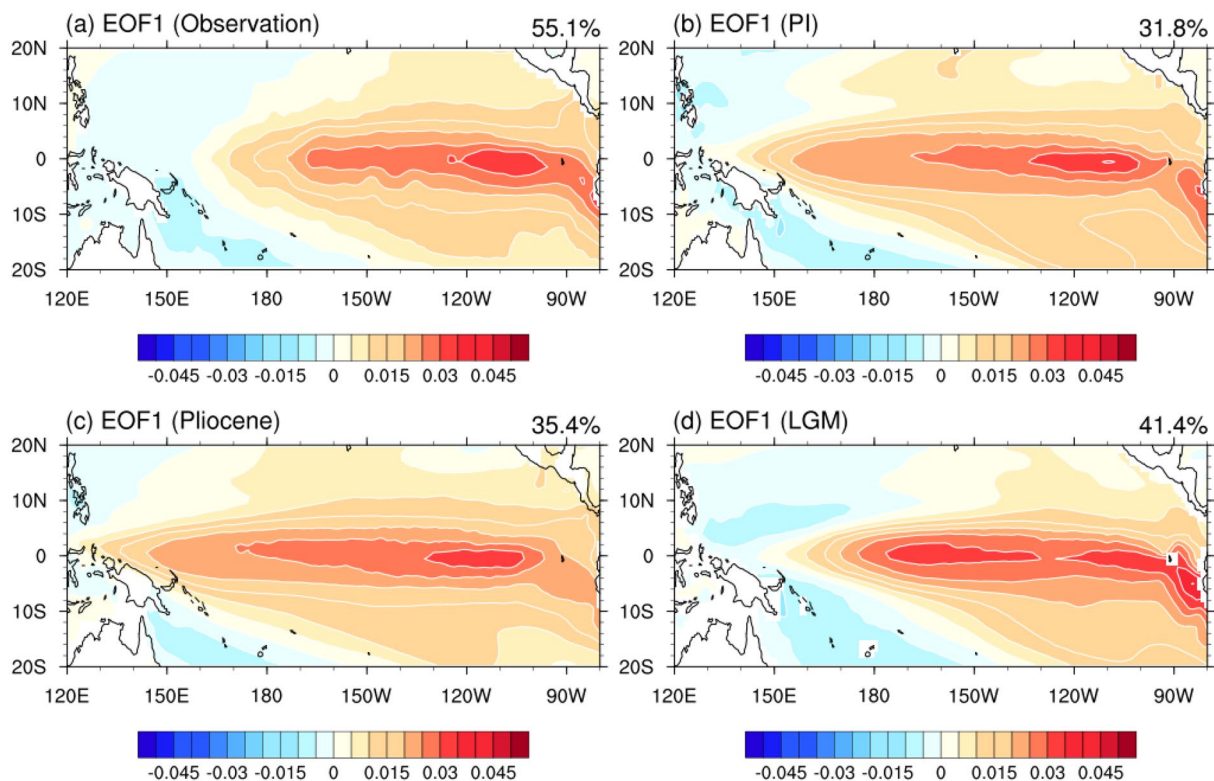 (a) EOF1 (Observation) 55.1%
20N
10N
0
10S
20S
120E 150E 180 150W 120W 90W
-0.045 -0.03 -0.015 0 0.015 0.03 0.045
(b) EOF1 (PI) 31.8%
20N
10N
0
10S
20S
120E 150E 180 150W 120W 90W
-0.045 -0.03 -0.015 0 0.015 0.03 0.045
(c) EOF1 (Pliocene) 35.4%
20N
10N
0
10S
20S
120E 150E 180 150W 120W 90W
-0.045 -0.03 -0.015 0 0.015 0.03 0.045
(d) EOF1 (LGM) 41.4%
20N
10N
0
10S
20S
120E 150E 180 150W 120W 90W
-0.045 -0.03 -0.015 0 0.015 0.03 0.045